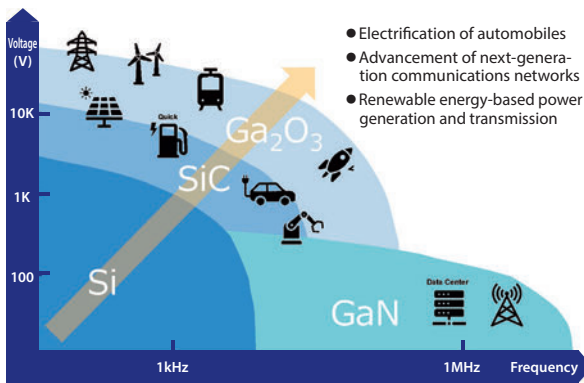 Voltage
(V)
10K
1K
100
● Electrification of automobiles
● Advancement of next-genera-
tion communications networks
● Renewable energy-based power
generation and transmission
Quick
Ga₂O₃
SiC
Si
GaN
Data Center
1kHz
1MHz
Frequency